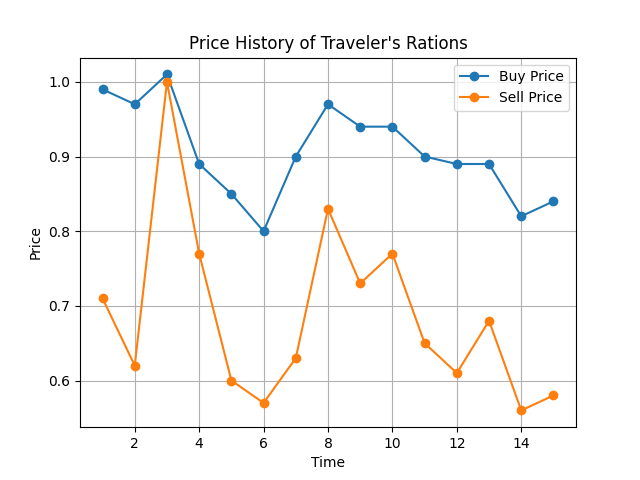 Price History of Traveler's Rations
Buy Price
Sell Price
Price
1.0
0.9
0.8
0.7
0.6
2 4 6 8 10 12 14
Time